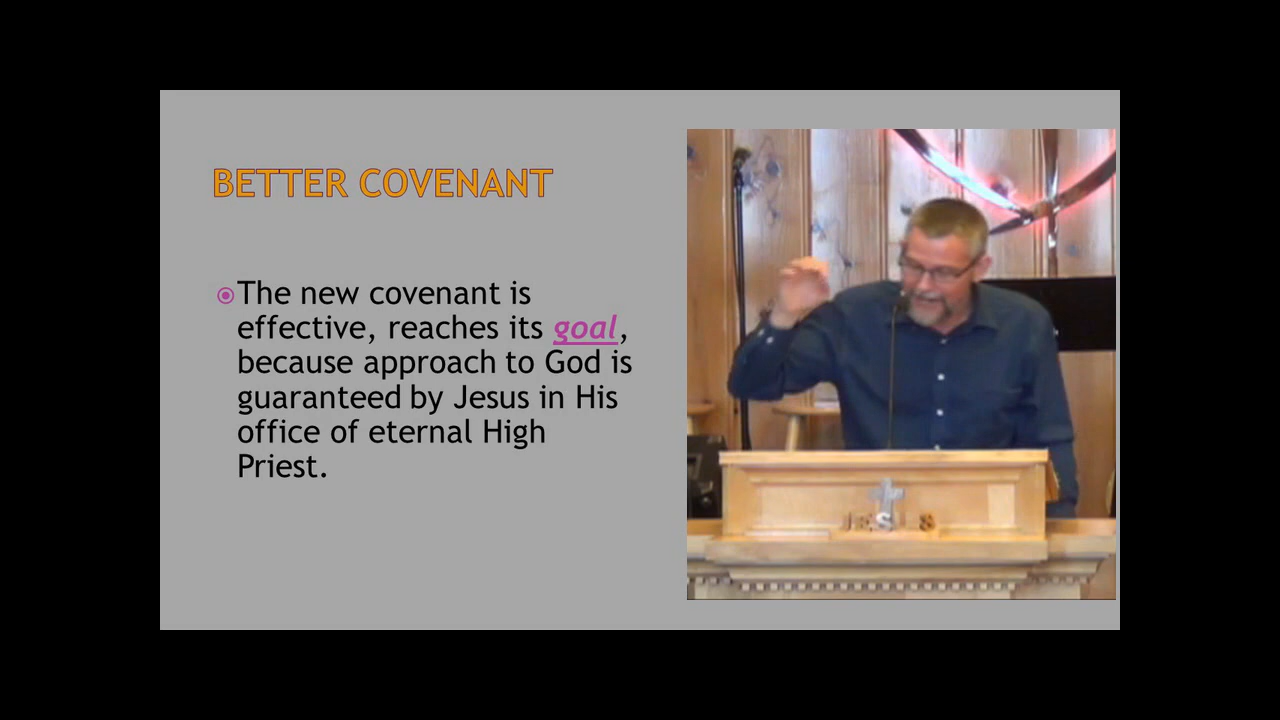 BETTER COVENANT
The new covenant is
effective, reaches its goal,
because approach to God is
guaranteed by Jesus in His
office of eternal High
Priest.